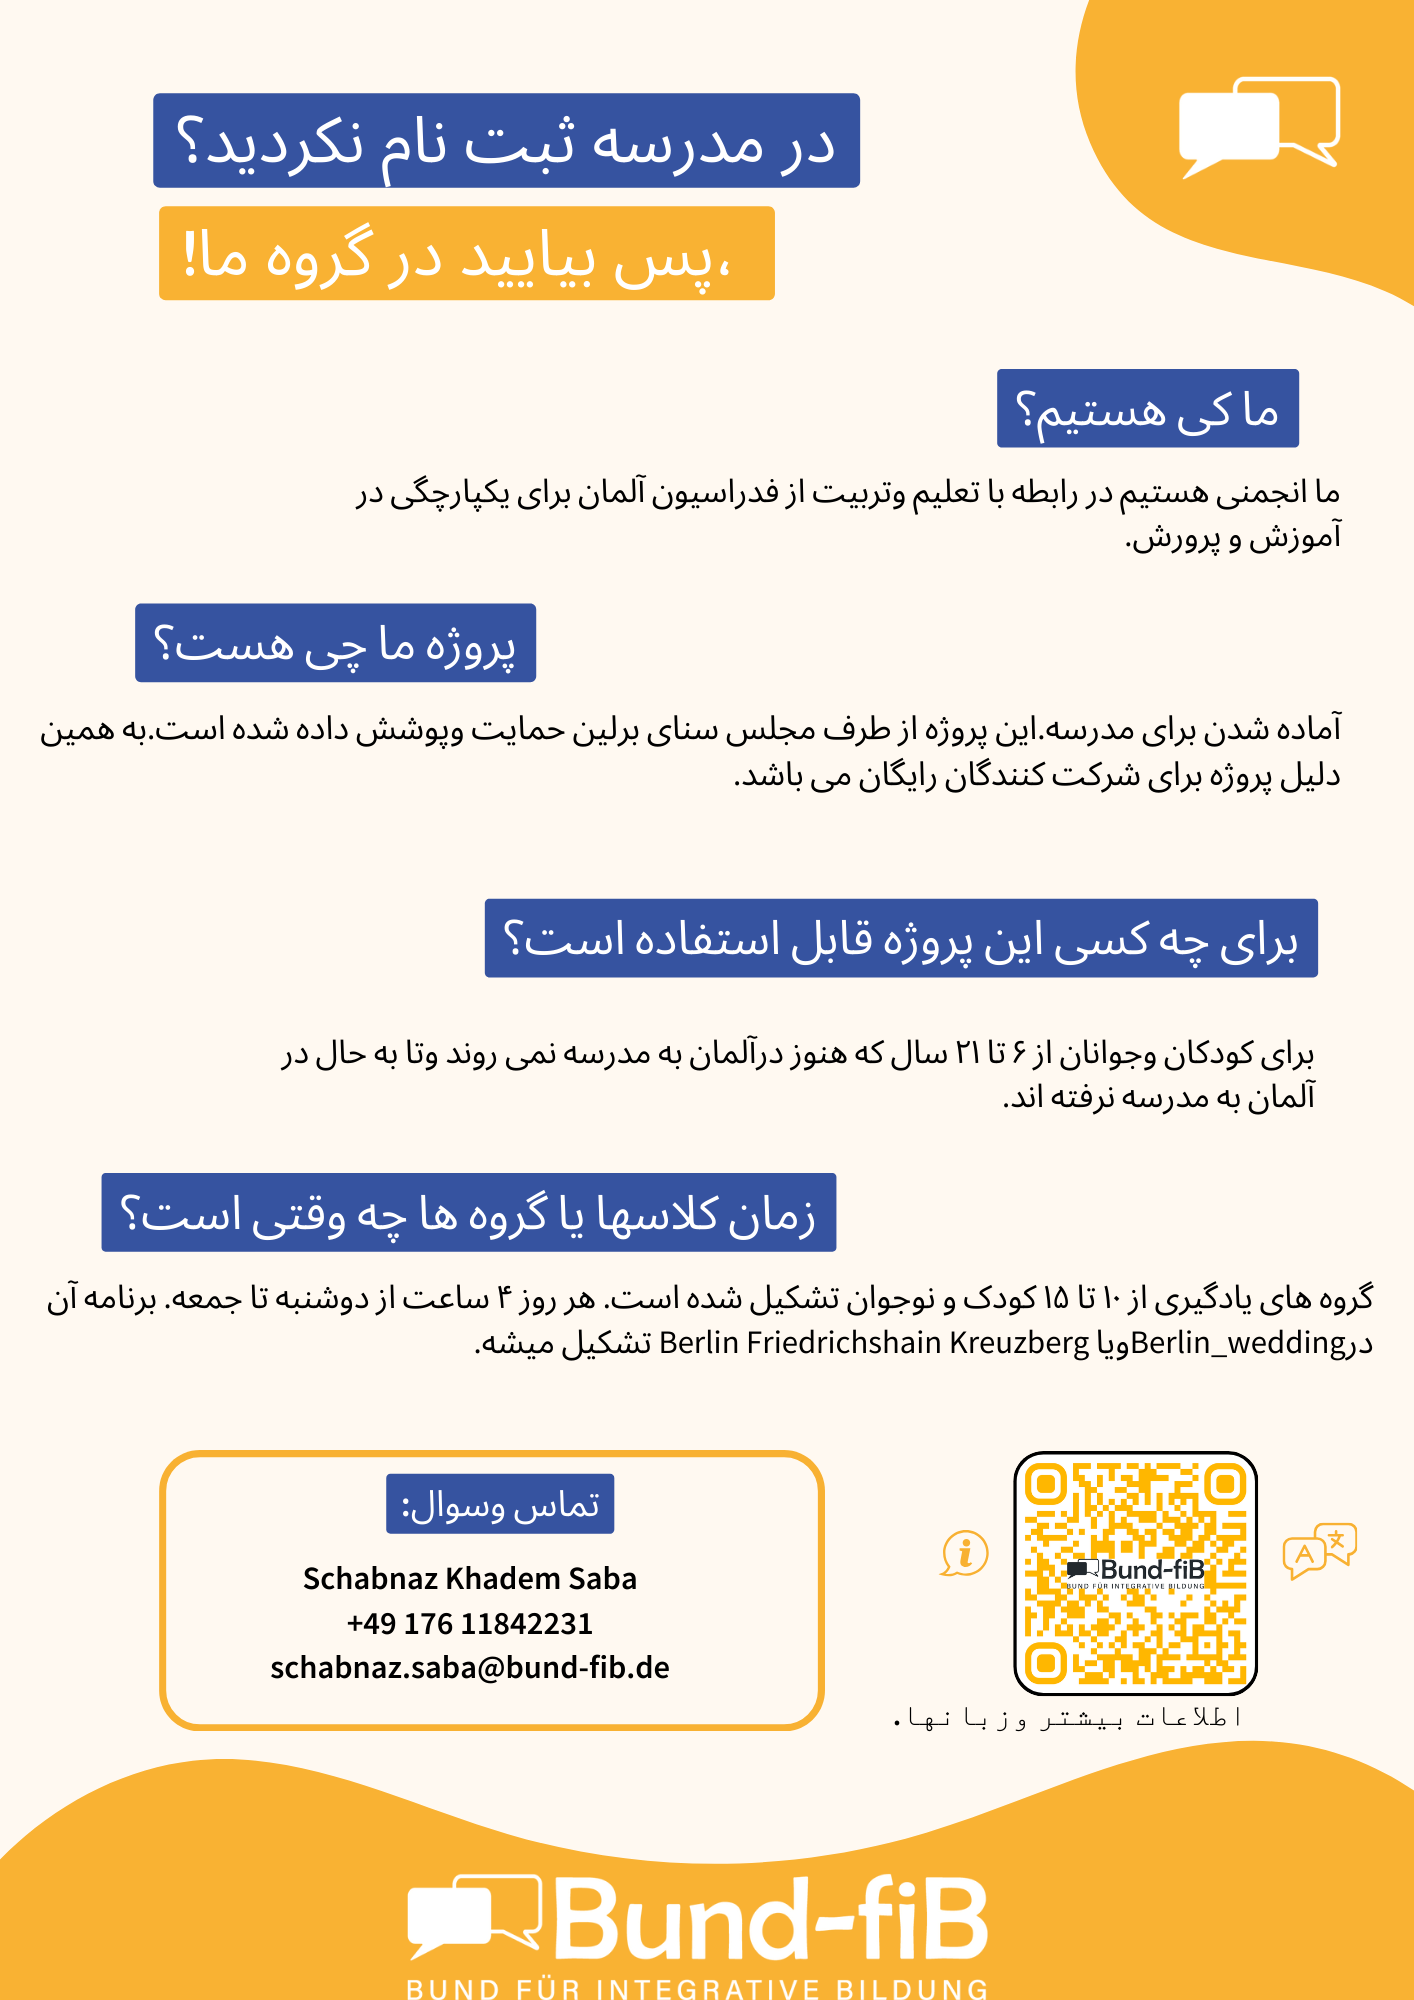 در مدرسه ثبت نام نکردید؟
،پس بیایید در گروه ما!
ما کی هستیم؟
ما انجمنی هستیم در رابطه با تعلیم وتربیت از فدراسیون آلمان برای یکپارچگی در
آموزش و پرورش.
پروژه ما چی هست؟
آماده شدن برای مدرسه.این پروژه از طرف مجلس سنای برلین حمایت وپوشش داده شده است.به همین
دلیل پروژه برای شرکت کنندگان رایگان می باشد.
برای چه کسی این پروژه قابل استفاده است؟
برای کودکان وجوانان از ۶ تا ۲۱ سال که هنوز درآلمان به مدرسه نمی روند وتا به حال در
آلمان به مدرسه نرفته اند.
زمان کلاسها یا گروه ها چه وقتی است؟
گروه های یادگیری از ۱۰ تا ۱۵ کودک و نوجوان تشکیل شده است. هر روز ۴ ساعت از دوشنبه تا جمعه. برنامه آن
درBerlin_weddingویا Berlin Friedrichshain Kreuzberg تشکیل میشه.
تماس وسوال:
Schabnaz Khadem Saba
+49 176 11842231
schabnaz.saba@bund-fib.de
Bund-fiB
BUND FÜR INTEGRATIVE BILDUNG
اطلاعات بیشتر وزبانها.
Bund-fiB
BUND FÜR INTEGRATIVE BILDUNG